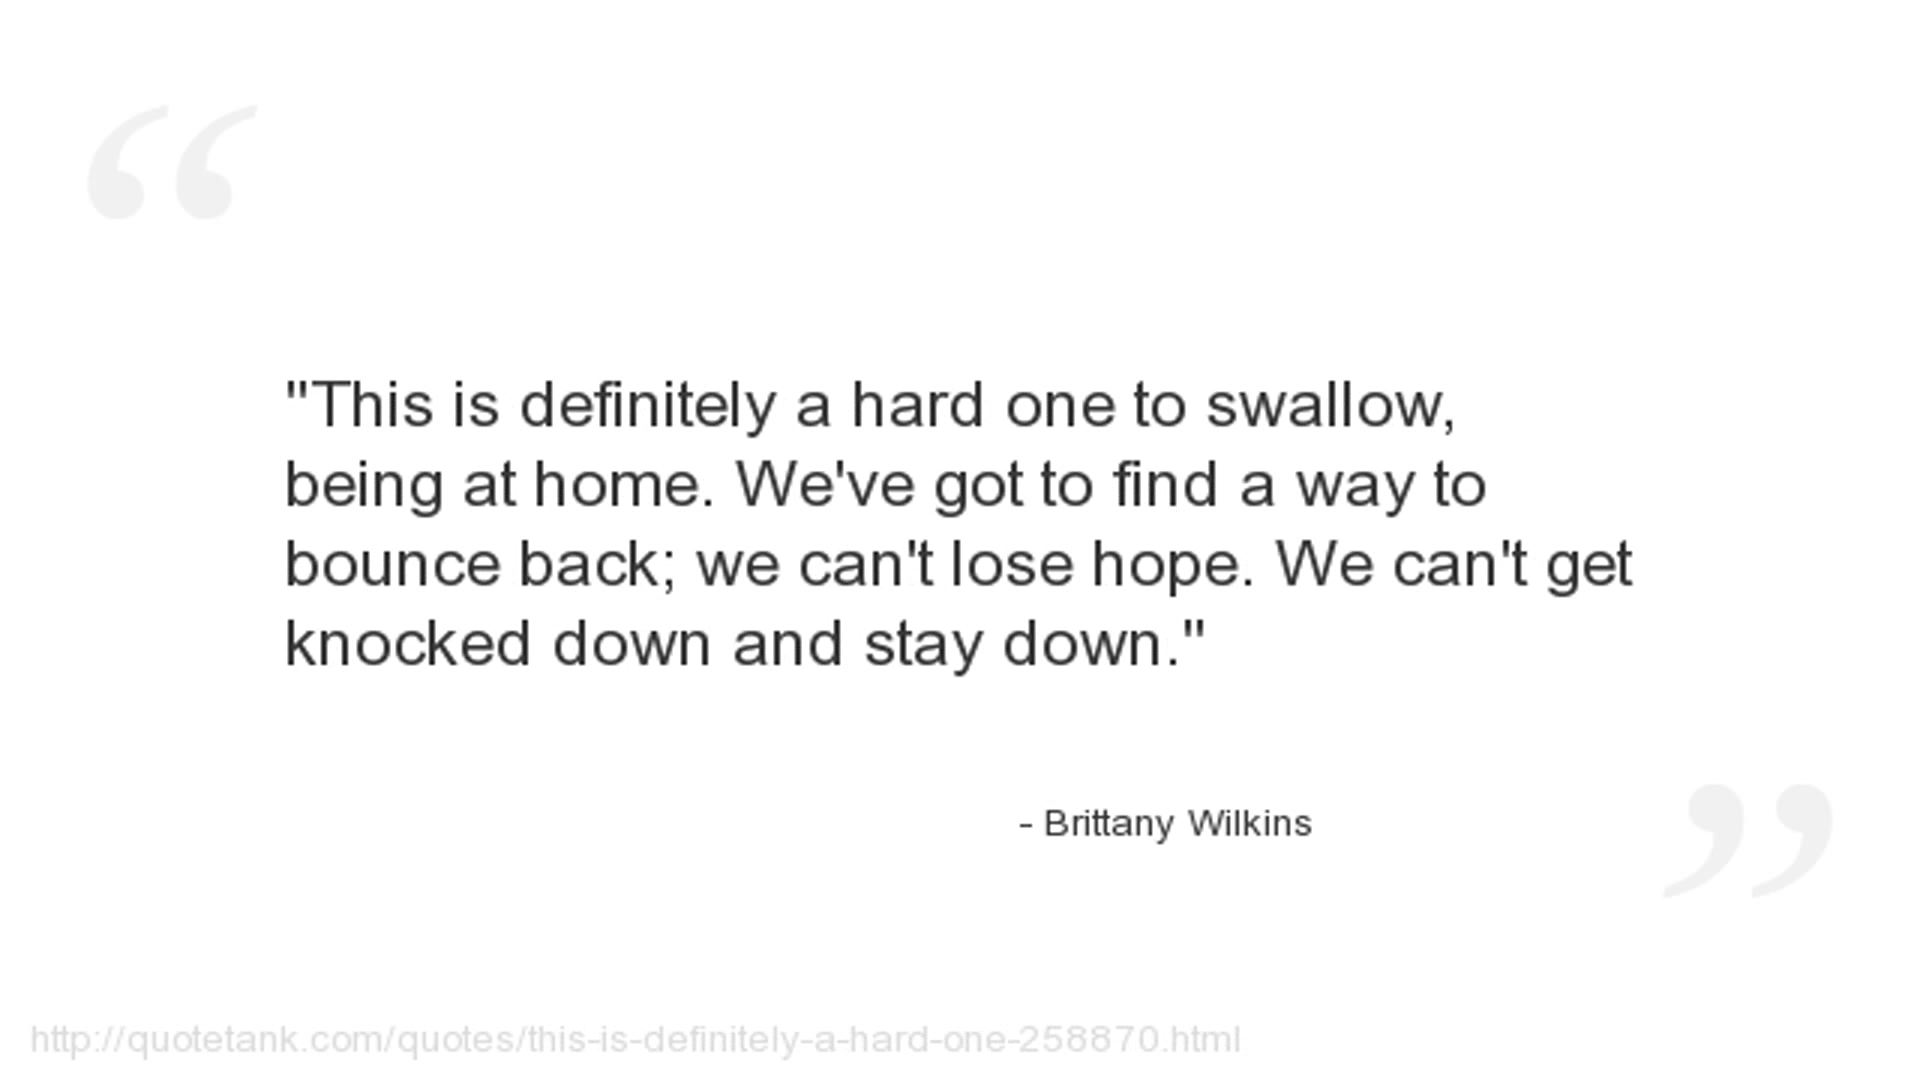 "This is definitely a hard one to swallow,
being at home. We've got to find a way to
bounce back; we can't lose hope. We can't get
knocked down and stay down."
- Brittany Wilkins
http://quotetank.com/quotes/this-is-definitely-a-hard-one-258870.html